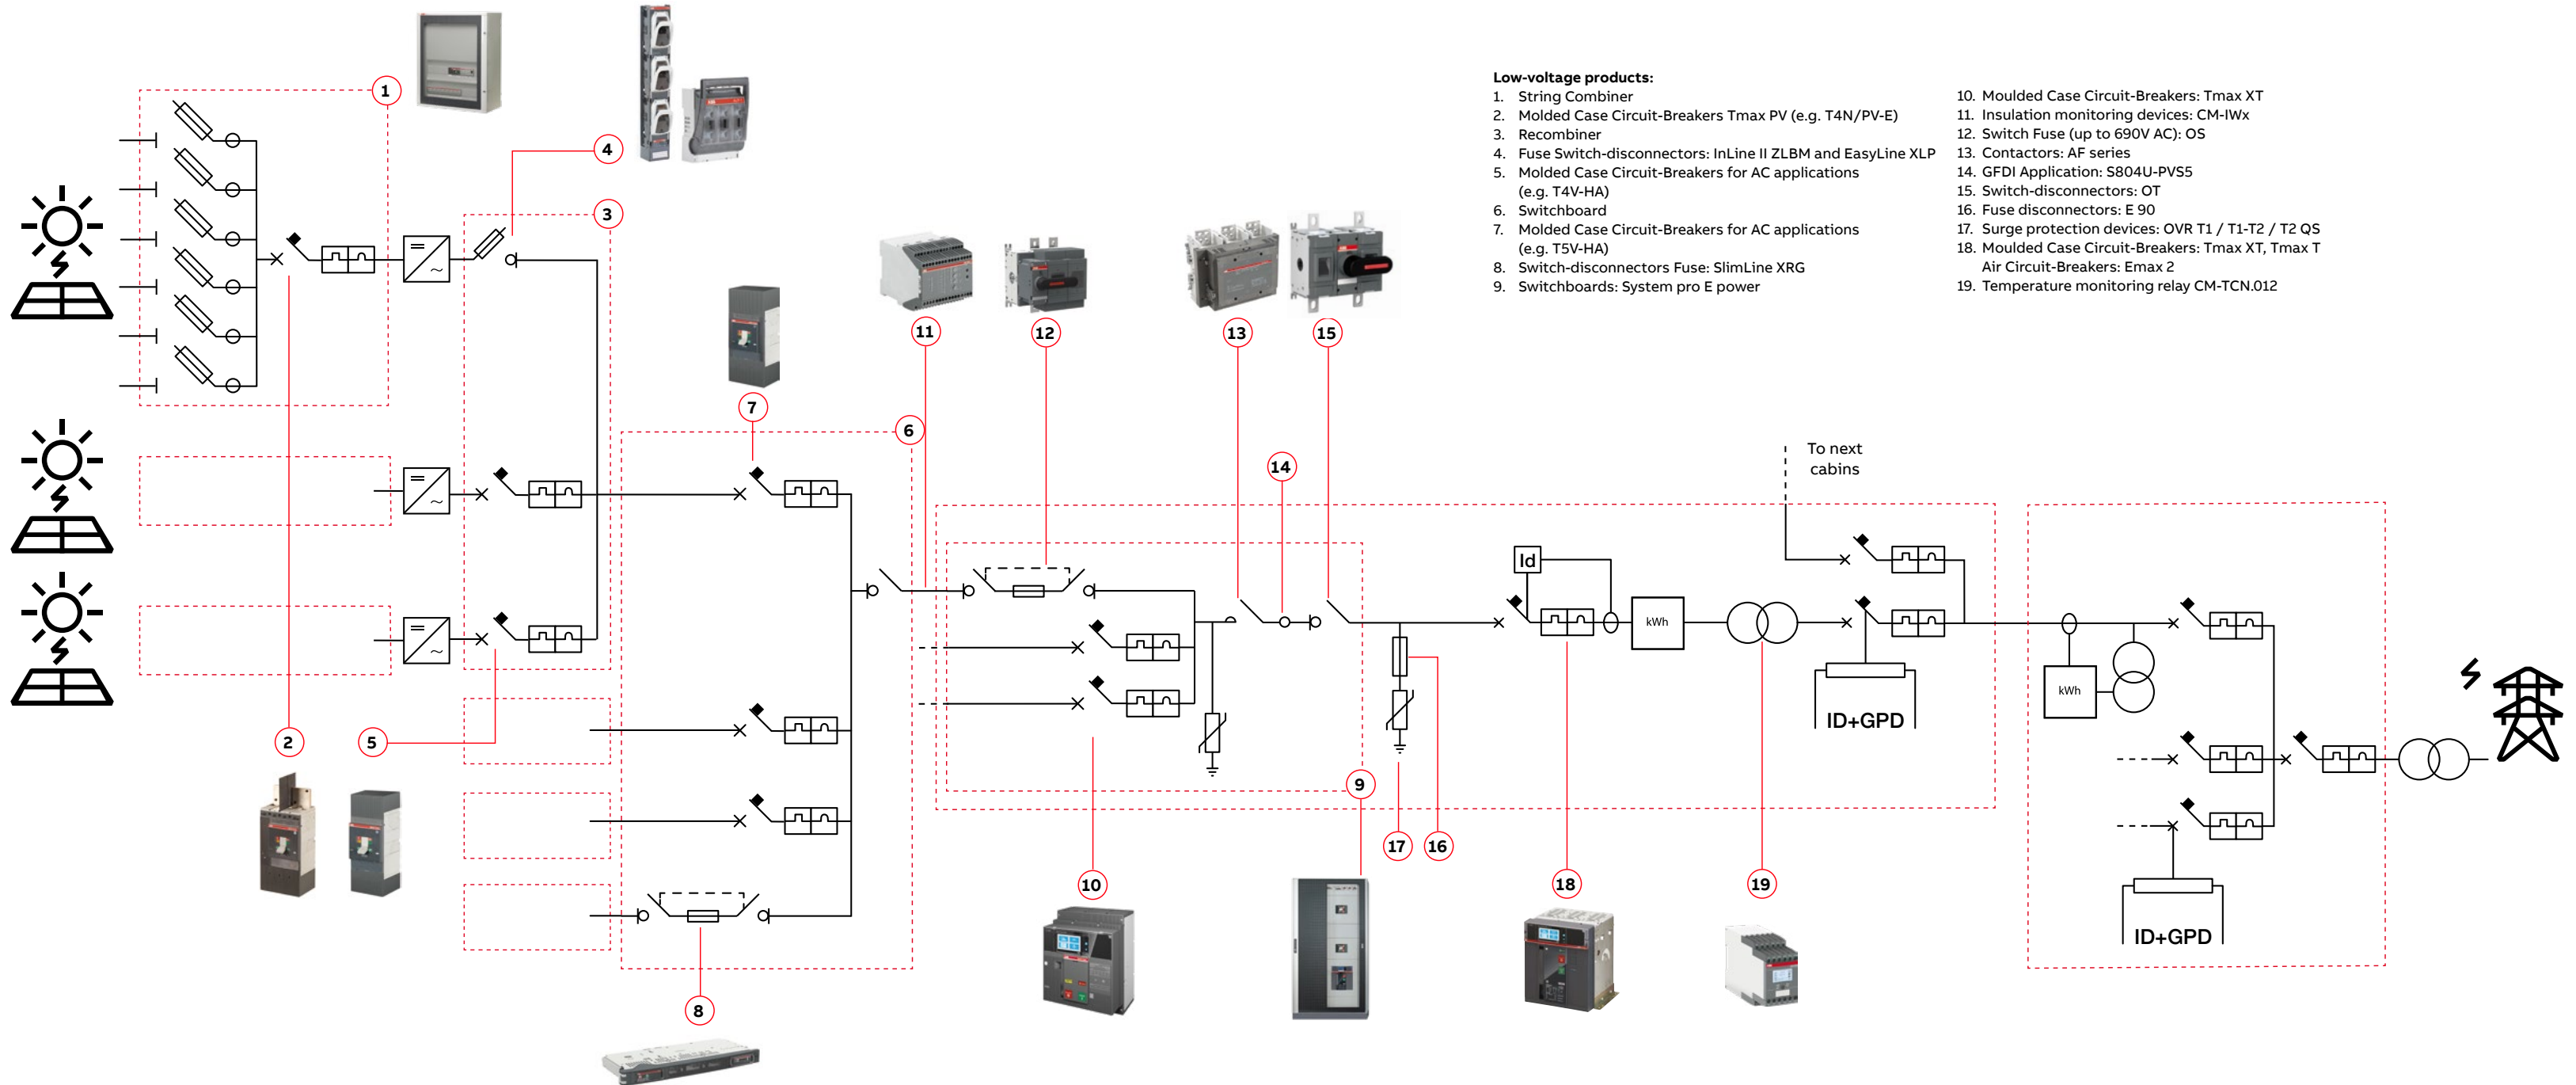 Low-voltage products:
1. String Combiner
2. Molded Case Circuit-Breakers Tmax PV (e.g. T4N/PV-E)
3. Recombiner
4. Fuse Switch-disconnectors: InLine II ZLBM and EasyLine XLP
5. Molded Case Circuit-Breakers for AC applications
(e.g. T4V-HA)
6. Switchboard
7. Molded Case Circuit-Breakers for AC applications
(e.g. T5V-HA)
8. Switch-disconnectors Fuse: SlimLine XRG
9. Switchboards: System pro E power
10. Moulded Case Circuit-Breakers: Tmax XT
11. Insulation monitoring devices: CM-IWx
12. Switch Fuse (up to 690V AC): OS
13. Contactors: AF series
14. GFDI Application: S804U-PVS5
15. Switch-disconnectors: OT
16. Fuse disconnectors: E 90
17. Surge protection devices: OVR T1 / T1-T2 / T2 QS
18. Moulded Case Circuit-Breakers: Tmax XT, Tmax T
Air Circuit-Breakers: Emax 2
19. Temperature monitoring relay CM-TCN.012
1
4
3
11
12
13
15
7
6
14
To next
cabins
Id
kWh
kWh
ID+GPD
2
5
9
17
16
10
18
19
ID+GPD
8